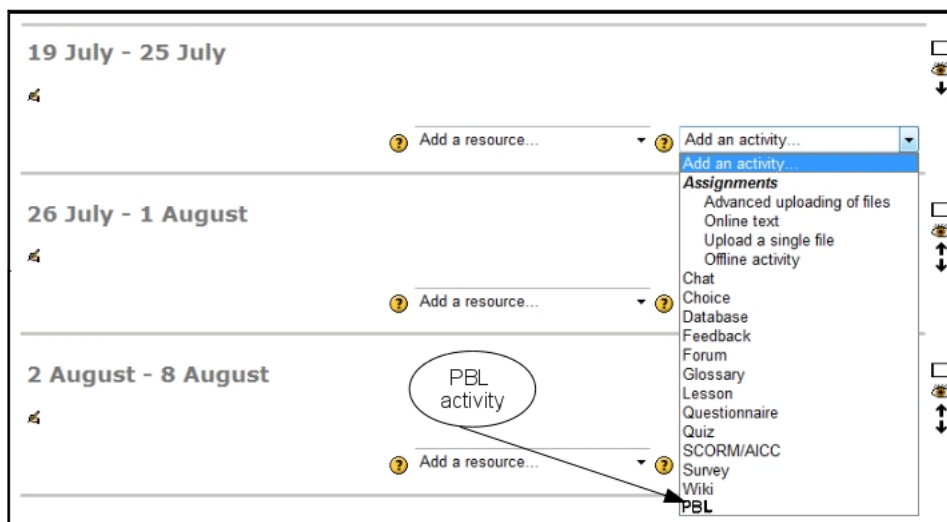 19 July - 25 July
Add a resource...
Add an activity...
Add an activity...
Assignments
Advanced uploading of files
Online text
Upload a single file
Offline activity
Chat
Choice
Database
Feedback
Forum
Glossary
Lesson
Questionnaire
Quiz
SCORM/AICC
Survey
Wiki
PBL
26 July - 1 August
Add a resource...
2 August - 8 August
PBL
activity
Add a resource...